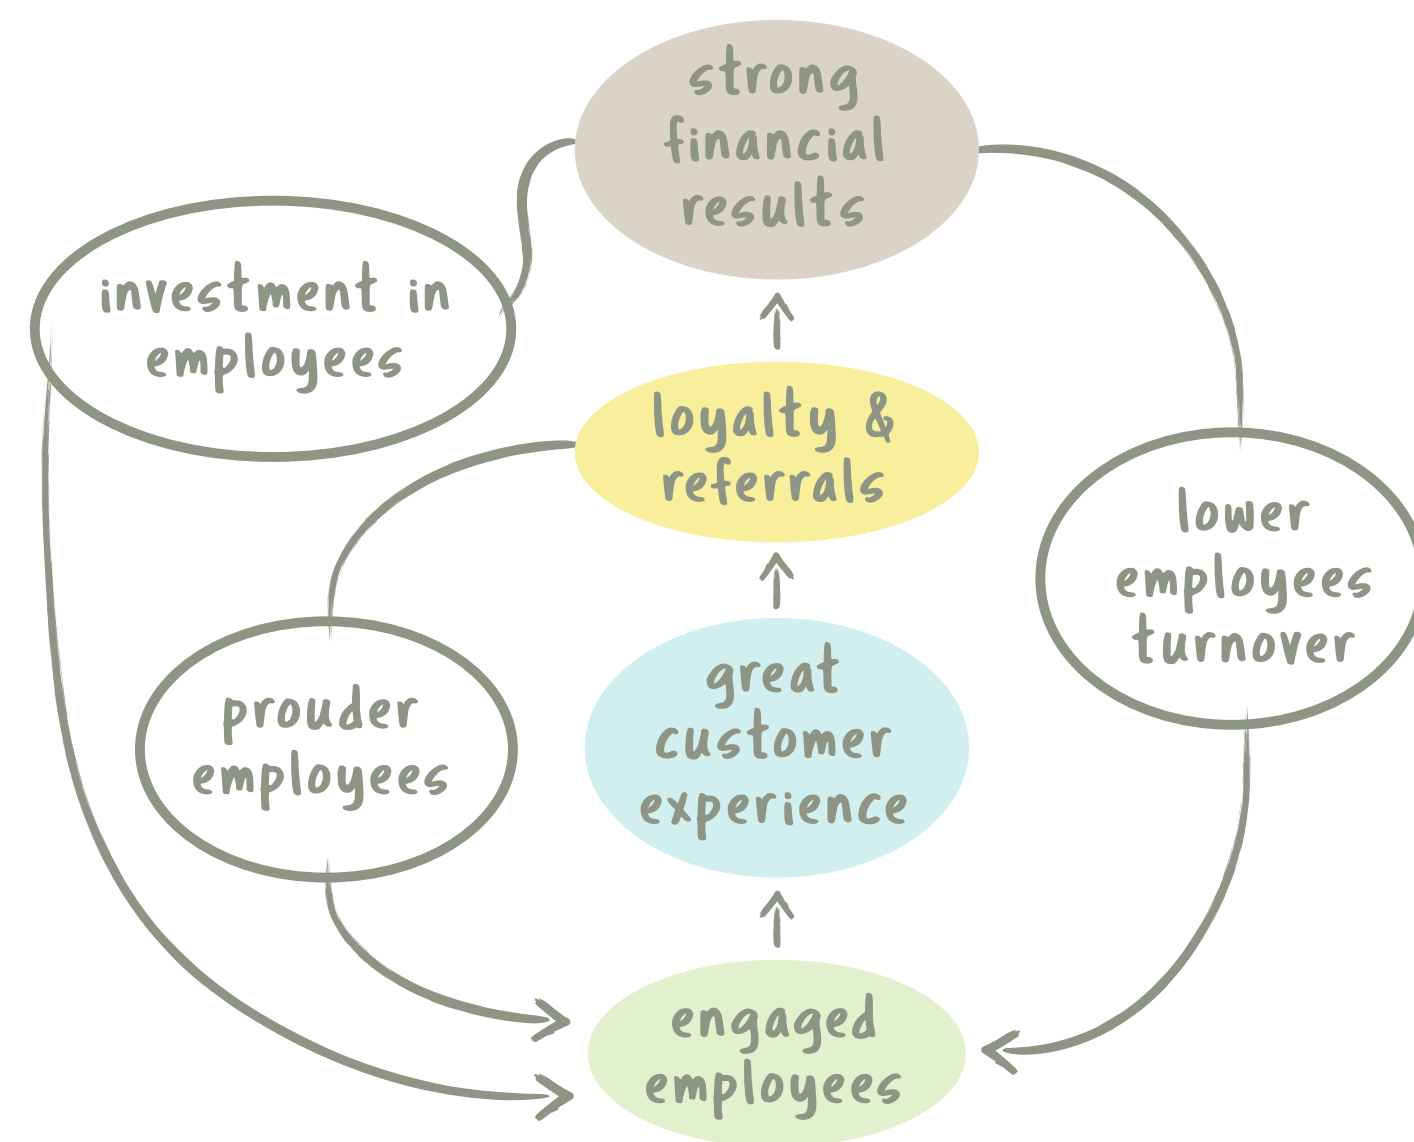 strong
financial
results
investment in
employees
loyalty &
referrals
lower
employees
turnover
prouder
employees
great
customer
experience
engaged
employees